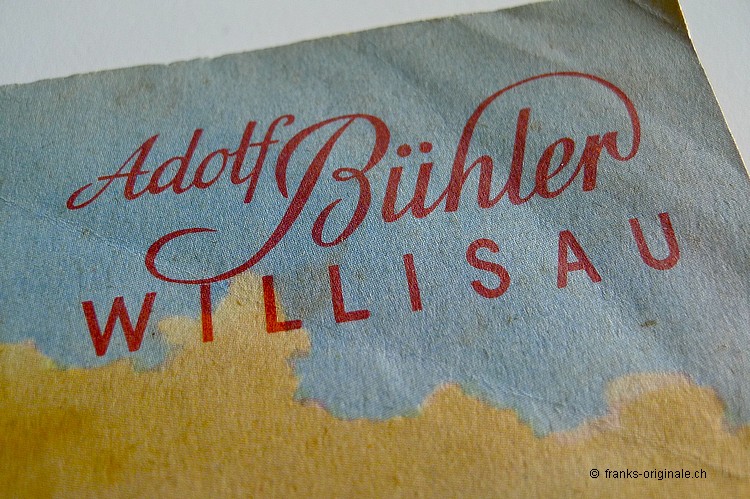 Adolf Bühler
WILLISAU
© franks-originale.ch